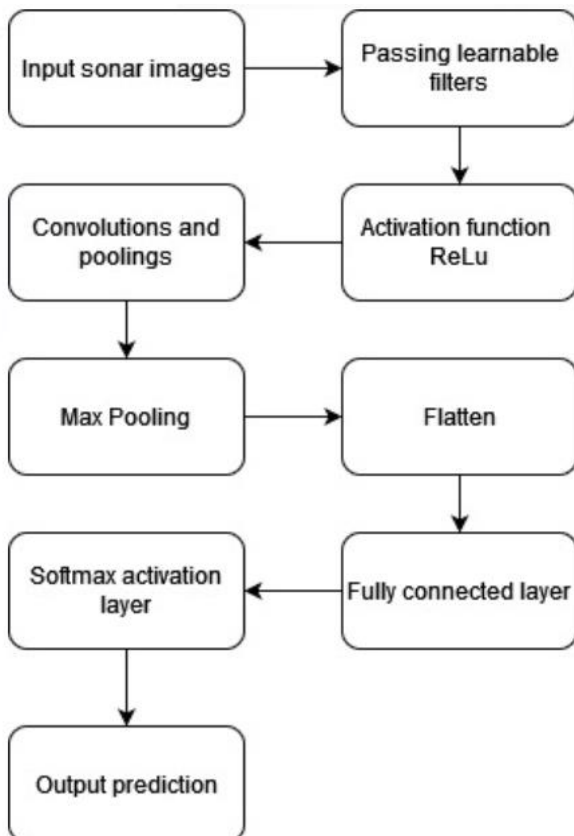 Input sonar images
Passing learnable
filters
Activation function
ReLu
Convolutions and
poolings
Max Pooling
Flatten
Fully connected layer
Softmax activation
layer
Output prediction